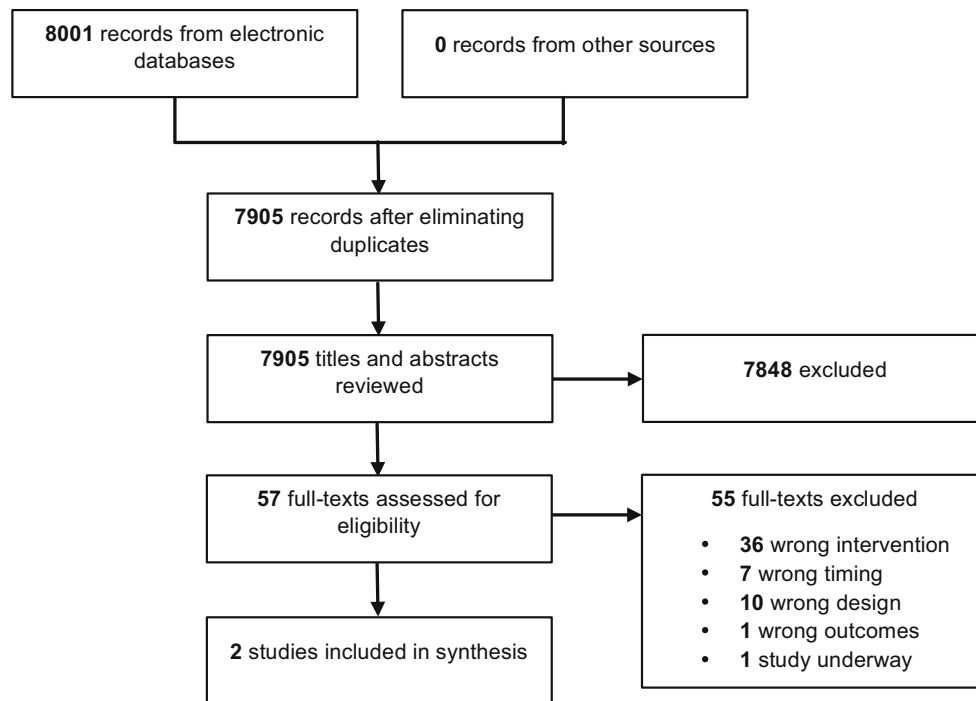 8001 records from electronic
databases
0 records from other sources
7905 records after eliminating
duplicates
7905 titles and abstracts
reviewed
7848 excluded
57 full-texts assessed for
eligibility
55 full-texts excluded
• 36 wrong intervention
• 7 wrong timing
• 10 wrong design
• 1 wrong outcomes
• 1 study underway
2 studies included in synthesis